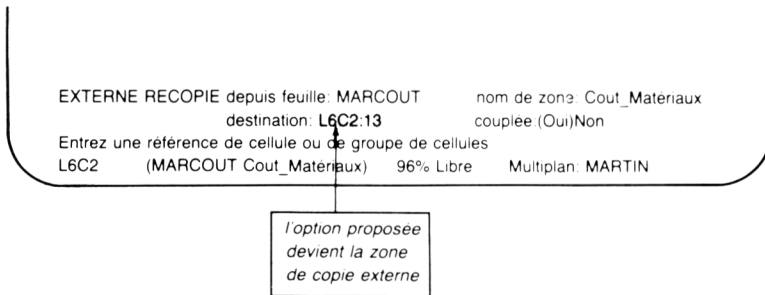 EXTERNE RECOPIE depuis feuille: MARCOUT nom de zone: Cout_Matériaux
destination: L6C2:13 couplée:(Oui)Non
Entrez une référence de cellule ou de groupe de cellules
L6C2 (MARCOUT Cout_Matériaux) 96% Libre Multiplan: MARTIN
l'option proposée
devient la zone
de copie externe